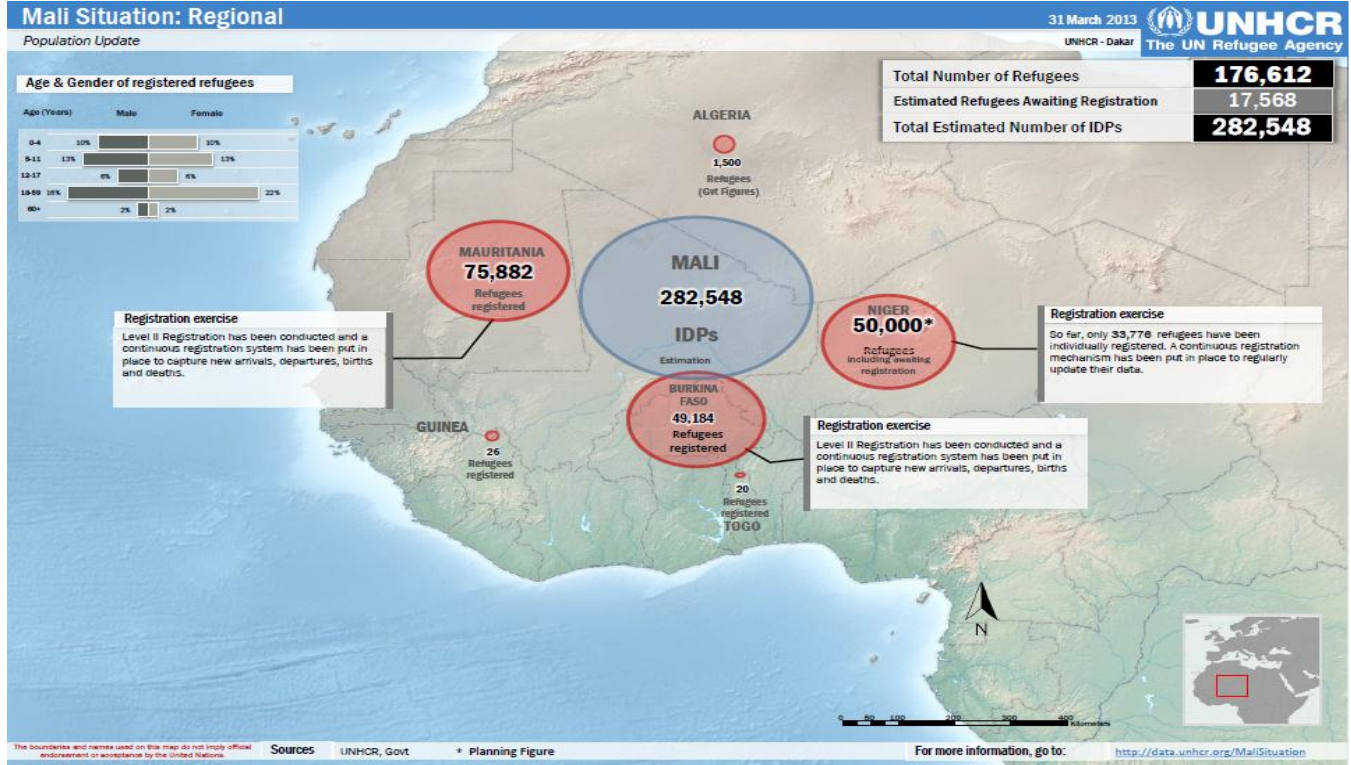 Mali Situation: Regional
31 March 2013
UNHCR
The UN Refugee Agency
Population Update
UNHCR - Dakar
Age & Gender of registered refugees
Age (Years) Male Female
0-4 10% 10%
5-11 13% 13%
12-17 6% 6%
18-59 16% 22%
60+ 2% 2%
Total Number of Refugees 176,612
Estimated Refugees Awaiting Registration 17,568
Total Estimated Number of IDPs 282,548
ALGERIA
1,500
Refugees
(Gvt Figures)
MAURITANIA
75,882
Refugees
registered
MALI
282,548
IDPs
Estimation
NIGER
50,000*
Refugees
including awaiting
registration
Registration exercise
Level II Registration has been conducted and a
continuous registration system has been put in
place to capture new arrivals, departures, births
and deaths.
Registration exercise
So far, only 33,776 refugees have been
individually registered. A continuous registration
mechanism has been put in place to regularly
update their data.
BURKINA
FASO
49,184
Refugees
registered
GUINEA
26
Refugees
registered
Registration exercise
Level II Registration has been conducted and a
continuous registration system has been put in
place to capture new arrivals, departures, births
and deaths.
20
Refugees
registered
TOGO
N
0 50 100 200 300 400
Kilometers
The boundaries and names used on this map do not imply official
endorsement or acceptance by the United Nations.
Sources UNHCR, Govt * Planning Figure
For more information, go to: http://data.unhcr.org/MaliSituation